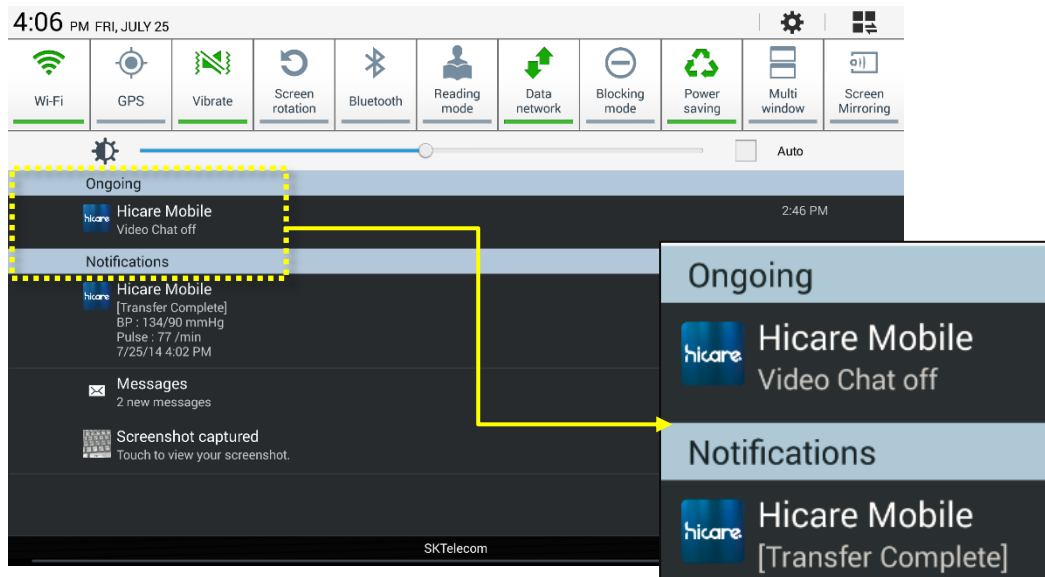 4:06 PM FRI, JULY 25
Wi-Fi
GPS
Vibrate
Screen
rotation
Bluetooth
Reading
mode
Data
network
Blocking
mode
Power
saving
Multi
window
Screen
Mirroring
Auto
Ongoing
hicare
Hicare Mobile
2:46 PM
Video Chat off
Notifications
hicare
Hicare Mobile
[Transfer Complete]
BP : 134/90 mmHg
Pulse : 77 /min
7/25/14 4:02 PM
Messages
2 new messages
Screenshot captured
Touch to view your screenshot.
SKTelecom
Ongoing
hicare
Hicare Mobile
Video Chat off
Notifications
hicare
Hicare Mobile
[Transfer Complete]